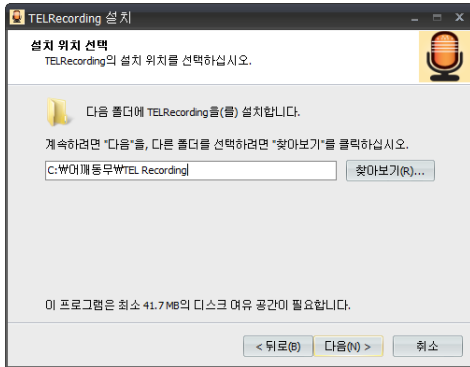 TELRecording 설치
설치 위치 선택
TELRecording의 설치 위치를 선택하십시오.
다음 폴더에 TELRecording을(를) 설치합니다.
계속하려면 "다음"을, 다른 폴더를 선택하려면 "찾아보기"를 클릭하십시오.
C:₩어깨동무₩TEL Recording
찾아보기(R)...
이 프로그램은 최소 41.7 MB의 디스크 여유 공간이 필요합니다.
< 뒤로(B) 다음(N) > 취소